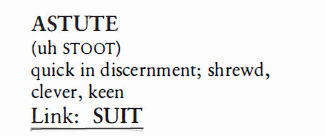 ASTUTE
(uh STOOT)
quick in discernment; shrewd,
clever, keen
Link: SUIT